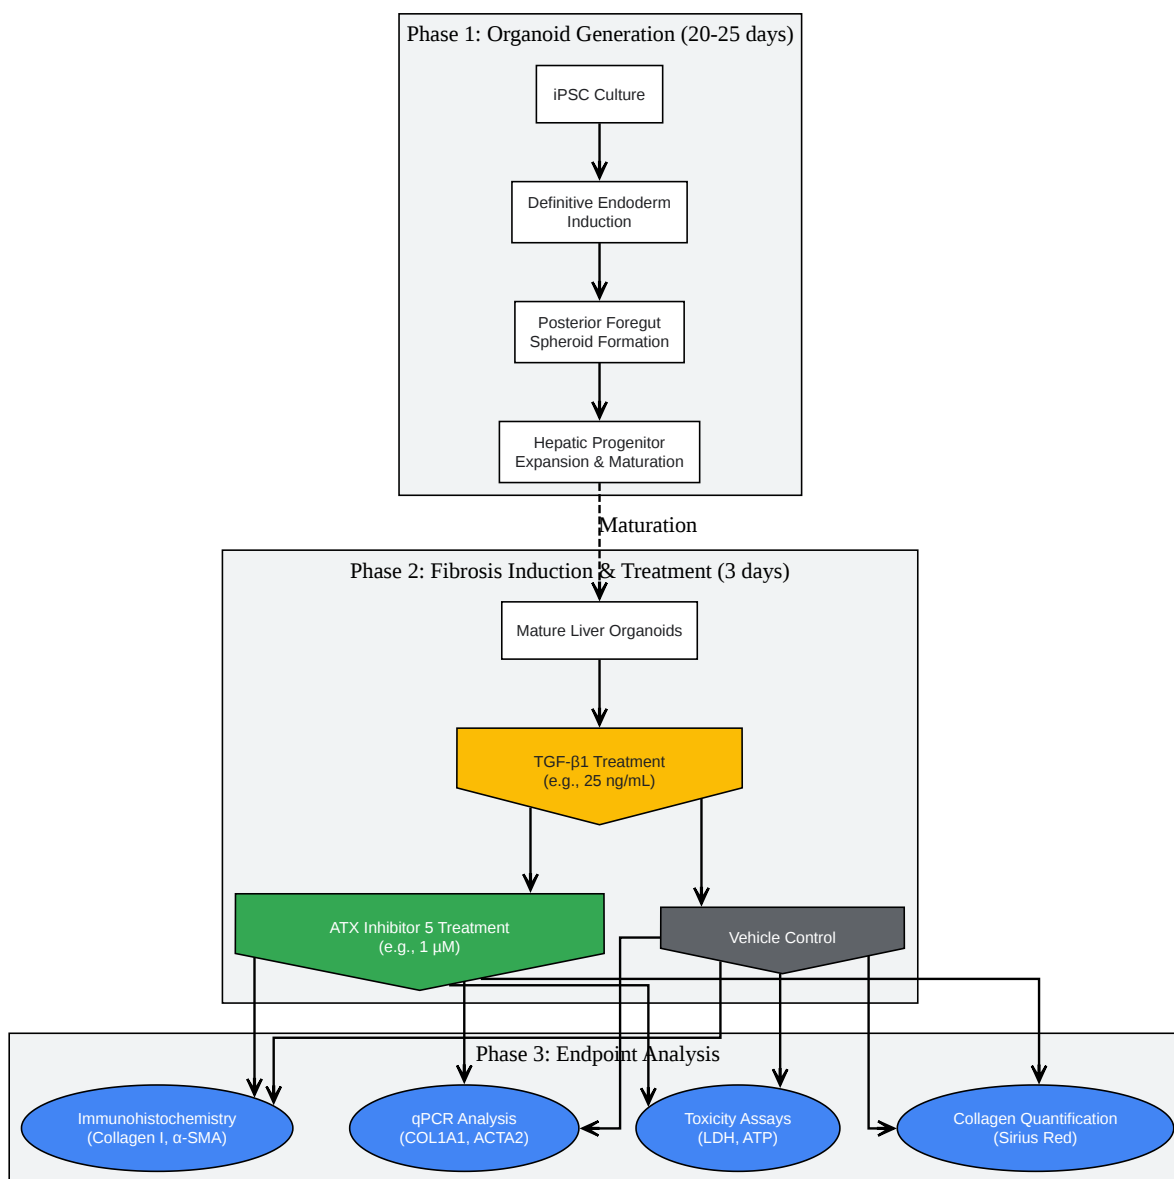 Phase 1: Organoid Generation (20-25 days)
iPSC Culture
Definitive Endoderm
Induction
Posterior Foregut
Spheroid Formation
Hepatic Progenitor
Expansion & Maturation
Maturation
Phase 2: Fibrosis Induction & Treatment (3 days)
Mature Liver Organoids
TGF-β1 Treatment
(e.g., 25 ng/mL)
ATX Inhibitor 5 Treatment
(e.g., 1 µM)
Vehicle Control
Phase 3: Endpoint Analysis
Immunohistochemistry
(Collagen I, α-SMA)
qPCR Analysis
(COL1A1, ACTA2)
Toxicity Assays
(LDH, ATP)
Collagen Quantification
(Sirius Red)